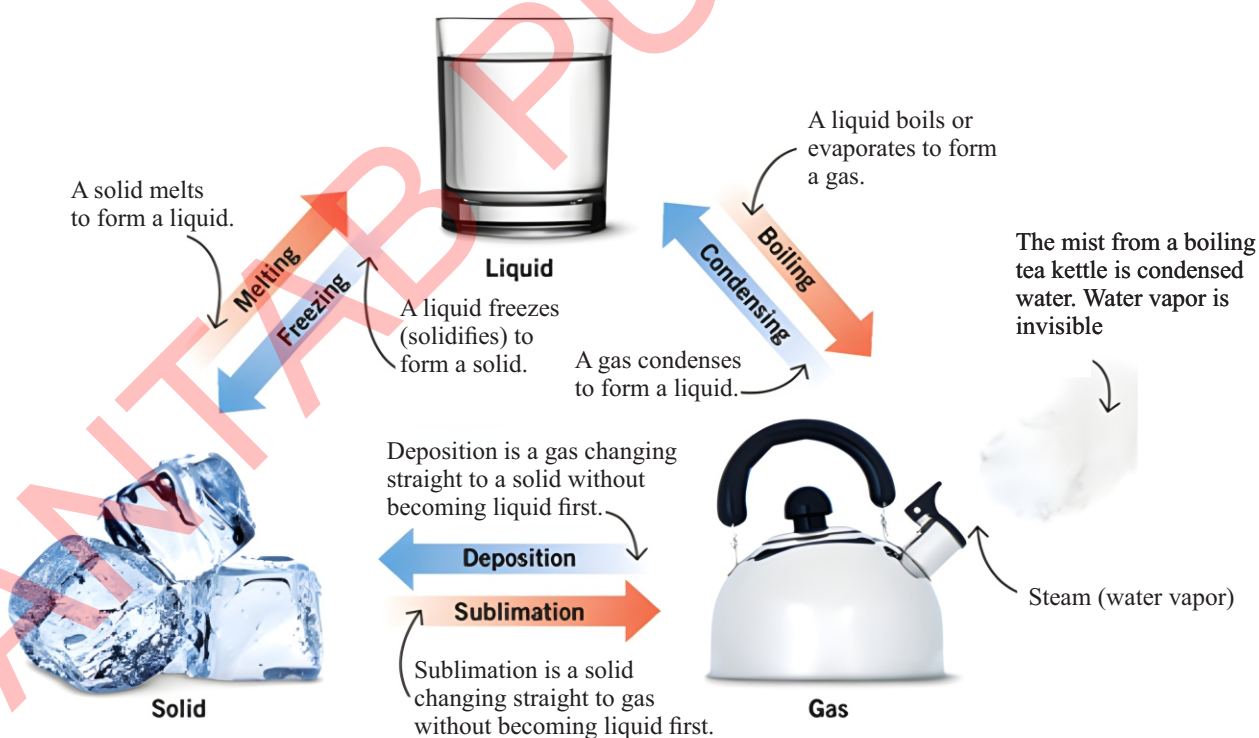 A liquid boils or
evaporates to form
a gas.
A solid melts
to form a liquid.
Melting
Freezing
Liquid
Boiling
Condensing
The mist from a boiling
tea kettle is condensed
water. Water vapor is
invisible
A liquid freezes
(solidifies) to
form a solid.
A gas condenses
to form a liquid.
Deposition is a gas changing
straight to a solid without
becoming liquid first.
Deposition
Sublimation
Steam (water vapor)
Sublimation is a solid
changing straight to gas
without becoming liquid first.
Solid
Gas
ANTAB PU